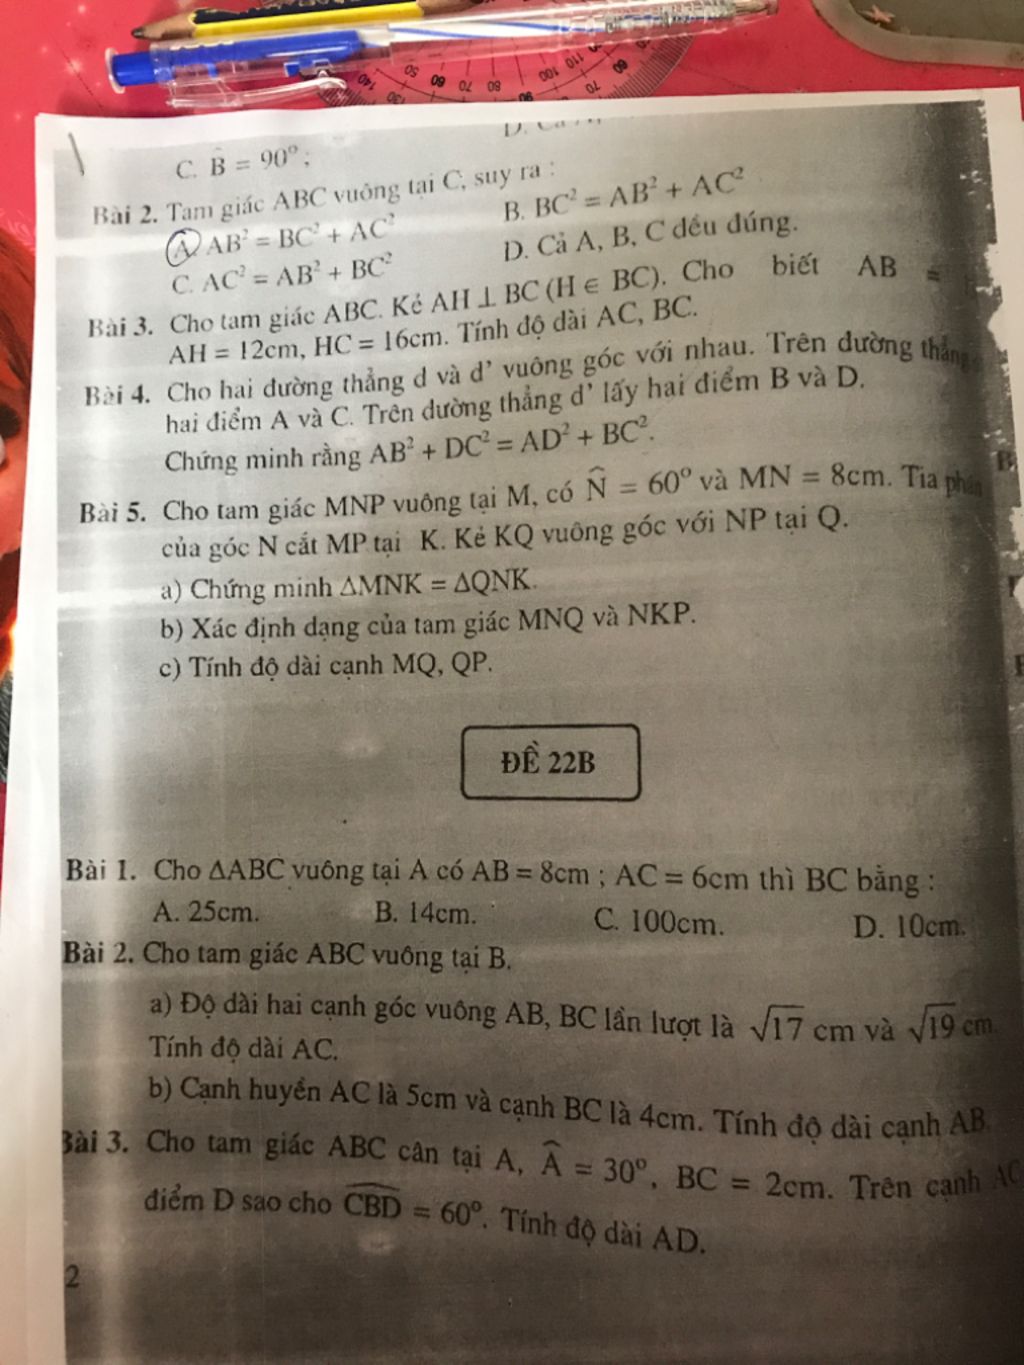 C. B̂ = 90°;
Bài 2. Tam giác ABC vuông tại C, suy ra :
A. AB² = BC² + AC²
B. BC² = AB² + AC²
C. AC² = AB² + BC²
D. Cả A, B, C đều đúng.
Bài 3. Cho tam giác ABC. Kẻ AH ⊥ BC (H ∈ BC). Cho biết AB =
AH = 12cm, HC = 16cm. Tính độ dài AC, BC.
Bài 4. Cho hai đường thẳng d và d' vuông góc với nhau. Trên đường thẳng
hai điểm A và C. Trên đường thẳng d' lấy hai điểm B và D.
Chứng minh rằng AB² + DC² = AD² + BC².
Bài 5. Cho tam giác MNP vuông tại M, có N̂ = 60° và MN = 8cm. Tia phân
của góc N cắt MP tại K. Kẻ KQ vuông góc với NP tại Q.
a) Chứng minh ΔMNK = ΔQNK.
b) Xác định dạng của tam giác MNQ và NKP.
c) Tính độ dài cạnh MQ, QP.
ĐỀ 22B
Bài 1. Cho ΔABC vuông tại A có AB = 8cm ; AC = 6cm thì BC bằng :
A. 25cm. B. 14cm. C. 100cm. D. 10cm.
Bài 2. Cho tam giác ABC vuông tại B.
a) Độ dài hai cạnh góc vuông AB, BC lần lượt là √17 cm và √19 cm.
Tính độ dài AC.
b) Cạnh huyền AC là 5cm và cạnh BC là 4cm. Tính độ dài cạnh AB.
Bài 3. Cho tam giác ABC cân tại A, Â = 30°, BC = 2cm. Trên cạnh AC
điểm D sao cho CBD = 60°. Tính độ dài AD.
2